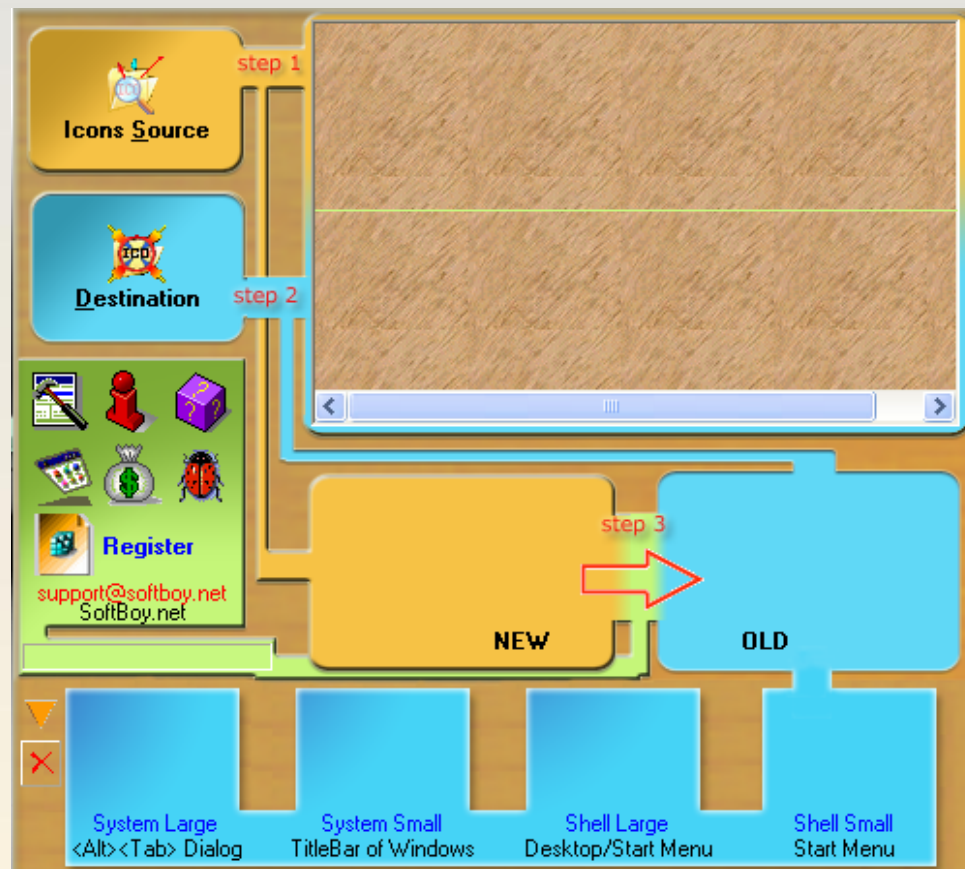 step 1
Icons Source
ICO
Destination
step 2
Register
support@softboy.net
SoftBoy.net
step 3
NEW
OLD
System Large
<Alt><Tab> Dialog
System Small
TitleBar of Windows
Shell Large
Desktop/Start Menu
Shell Small
Start Menu